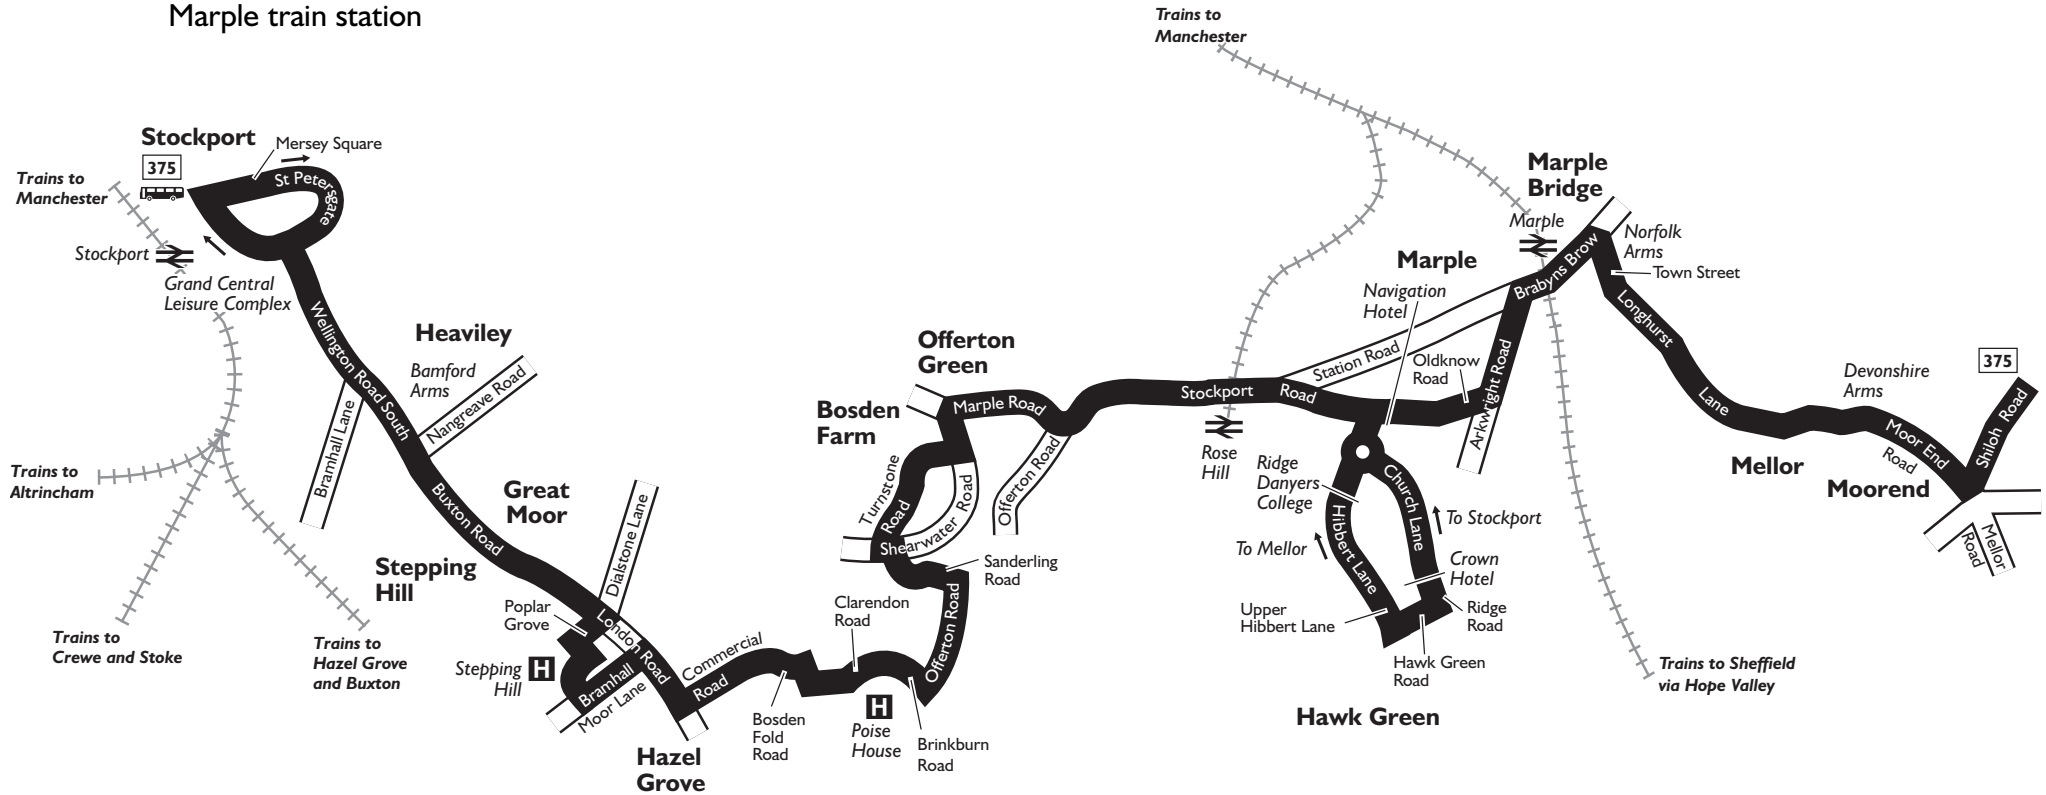 Marple train station
Trains to
Manchester
Stockport
375
Mersey Square
St Petersgate
Trains to
Manchester
Stockport
Grand Central
Leisure Complex
Wellington Road South
Heaviley
Bamford
Arms
Nangreave Road
Bramhall Lane
Trains to
Altrincham
Buxton Road
Great
Moor
Dialstone Lane
Stepping
Hill
Poplar
Grove
London Road
Trains to
Crewe and Stoke
Trains to
Hazel Grove
and Buxton
Stepping
Hill
H
Bramhall
Moor Lane
Hazel
Grove
Commercial
Road
Bosden
Fold
Road
Clarendon
Road
H
Poise
House
Brinkburn
Road
Offerton Road
Sanderling
Road
Shearwater Road
Turnstone
Road
Bosden
Farm
Offerton
Green
Marple Road
Offerton Road
Stockport Road
Rose
Hill
Station Road
Marple
Navigation
Hotel
Oldknow
Road
Arkwright Road
Ridge
Danyers
College
Church Lane
To Stockport
To Mellor
Hibbert Lane
Crown
Hotel
Upper
Hibbert Lane
Ridge
Road
Hawk Green
Road
Hawk Green
Marple
Bridge
Marple
Brabyns Brow
Norfolk
Arms
Town Street
Longhurst
Lane
Trains to Sheffield
via Hope Valley
Mellor
Devonshire
Arms
Moor End
Road
Moorend
375
Shiloh Road
Mellor
Road